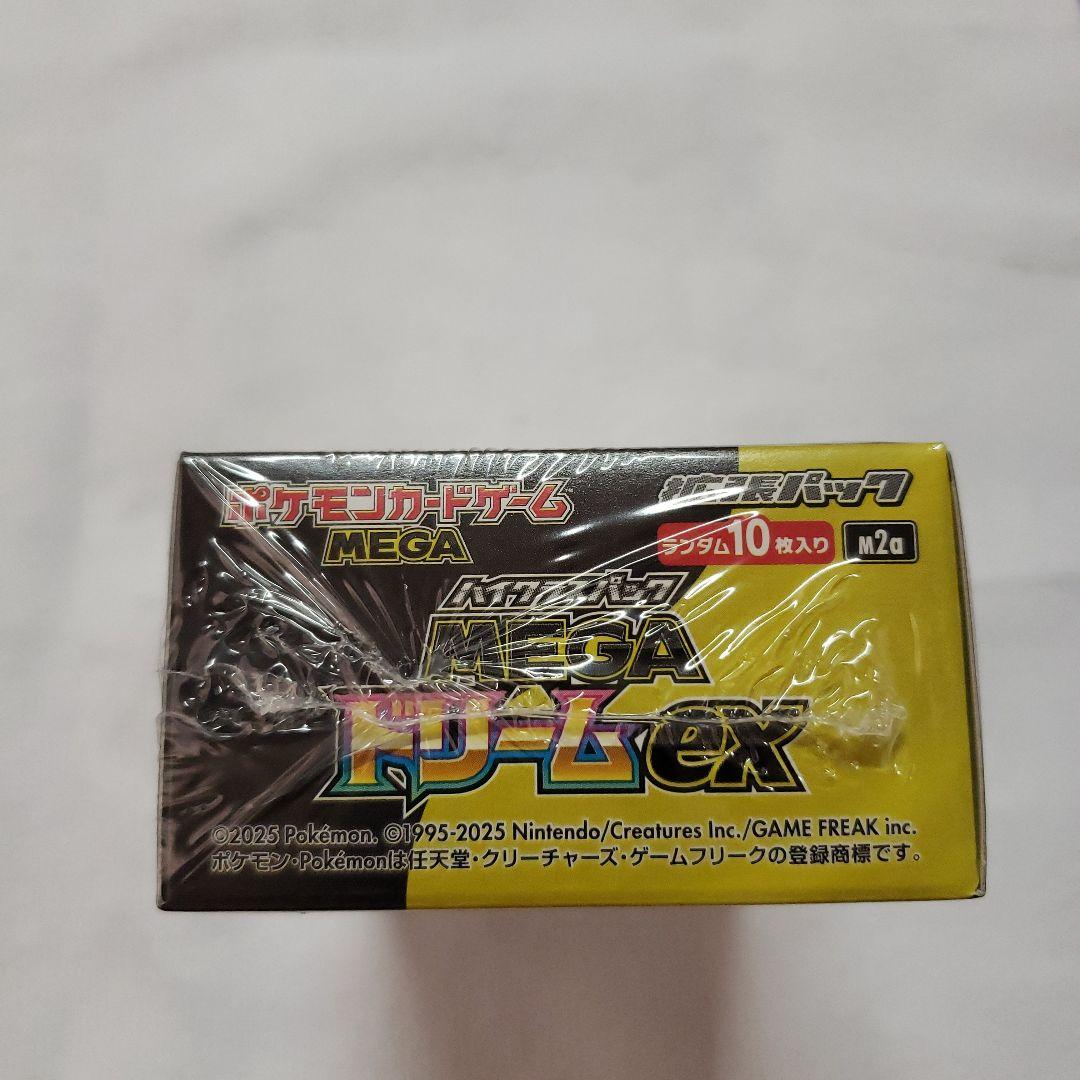 ポケモンカードゲーム
MEGA
拡張パック
ランダム10枚入り
M2a
ハイクラスパック
MEGA
ドリームex
©2025 Pokémon. ©1995-2025 Nintendo/Creatures Inc./GAME FREAK inc.
ポケモン・Pokémonは任天堂・クリーチャーズ・ゲームフリークの登録商標です。